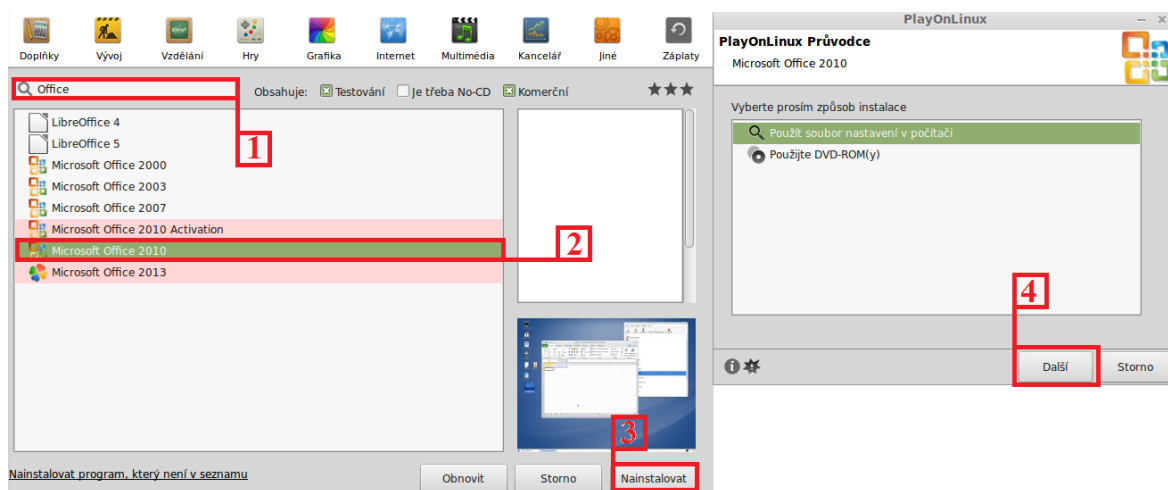 Doplňky Vývoj Vzdělání Hry Grafika Internet Multimédia Kancelář Jiné Záplaty
Office
Obsahuje: Testování Je třeba No-CD Komerční
1
LibreOffice 4
LibreOffice 5
Microsoft Office 2000
Microsoft Office 2003
Microsoft Office 2007
Microsoft Office 2010 Activation
Microsoft Office 2010
2
Microsoft Office 2013
3
Nainstalovat program, který není v seznamu
Obnovit Storno Nainstalovat
PlayOnLinux
PlayOnLinux Průvodce
Microsoft Office 2010
Vyberte prosím způsob instalace
Použít soubor nastavení v počítači
Použijte DVD-ROM(y)
4
Další Storno